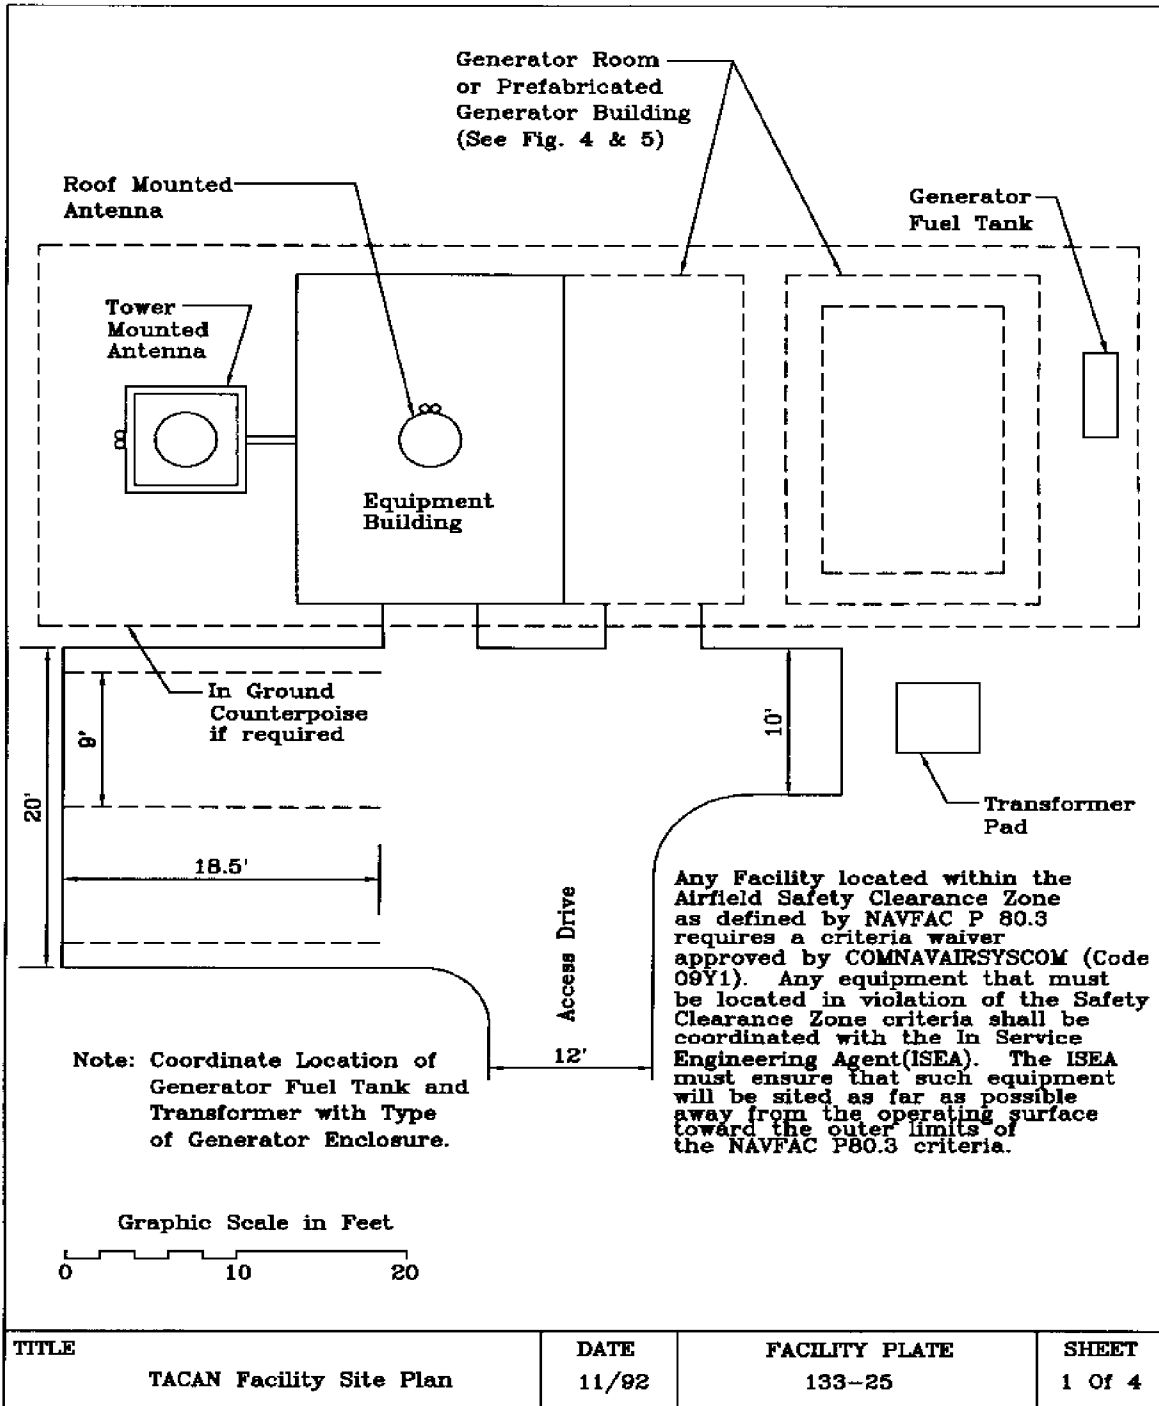 Generator Room
or Prefabricated
Generator Building
(See Fig. 4 & 5)
Roof Mounted
Antenna
Generator
Fuel Tank
Tower
Mounted
Antenna
Equipment
Building
In Ground
Counterpoise
if required
9'
20'
18.5'
10'
Transformer
Pad
Access Drive
12'
Any Facility located within the
Airfield Safety Clearance Zone
as defined by NAVFAC P 80.3
requires a criteria waiver
approved by COMNAVAIRSYSCOM (Code
09Y1). Any equipment that must
be located in violation of the Safety
Clearance Zone criteria shall be
coordinated with the In Service
Engineering Agent(ISEA). The ISEA
must ensure that such equipment
will be sited as far as possible
away from the operating surface
toward the outer limits of
the NAVFAC P80.3 criteria.
Note: Coordinate Location of
Generator Fuel Tank and
Transformer with Type
of Generator Enclosure.
Graphic Scale in Feet
0 10 20
TITLE
TACAN Facility Site Plan
DATE
11/92
FACILITY PLATE
133-25
SHEET
1 Of 4